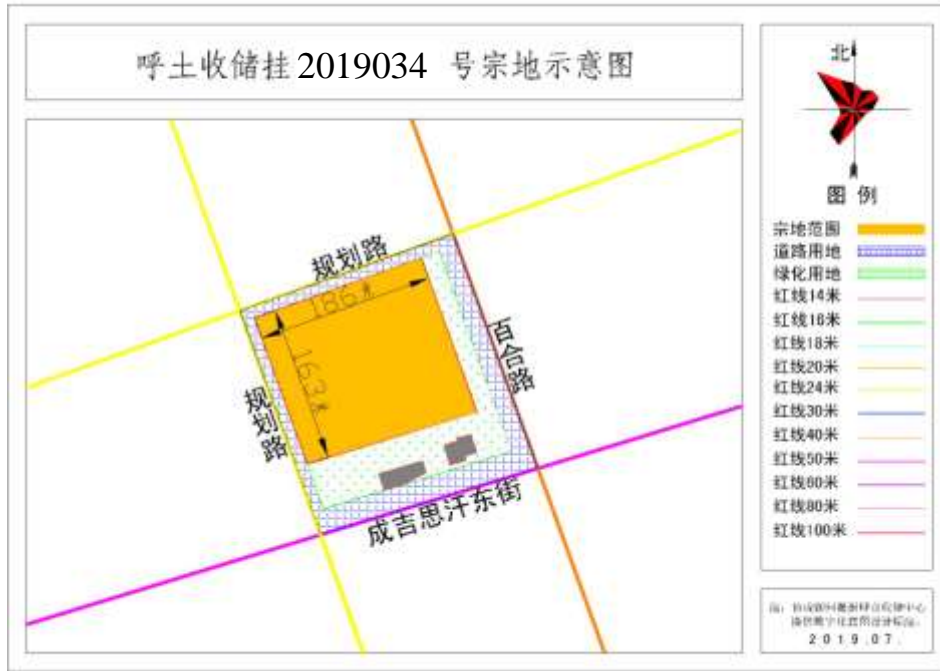 呼土收储挂2019034 号宗地示意图
北
图 例
宗地范围
道路用地
绿化用地
红线14米
红线16米
红线18米
红线20米
红线24米
红线30米
红线40米
红线50米
红线60米
红线80米
红线100米
规划路
186米
163米
规划路
百合路
成吉思汗东街
2019.07.